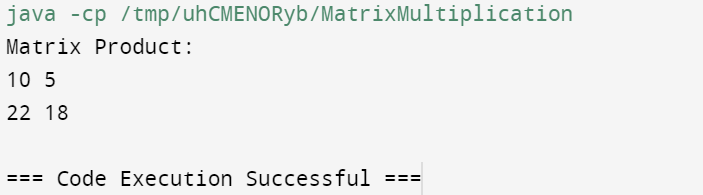 java -cp /tmp/uhCMENORyb/MatrixMultiplication
Matrix Product:
10 5
22 18
=== Code Execution Successful ===